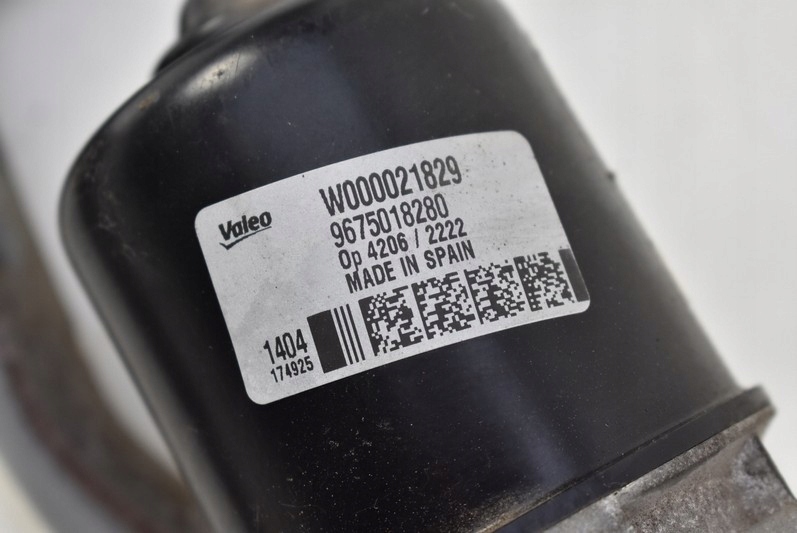 Valeo
W000021829
9675018280
Op 4206 / 2222
MADE IN SPAIN
1404
174925